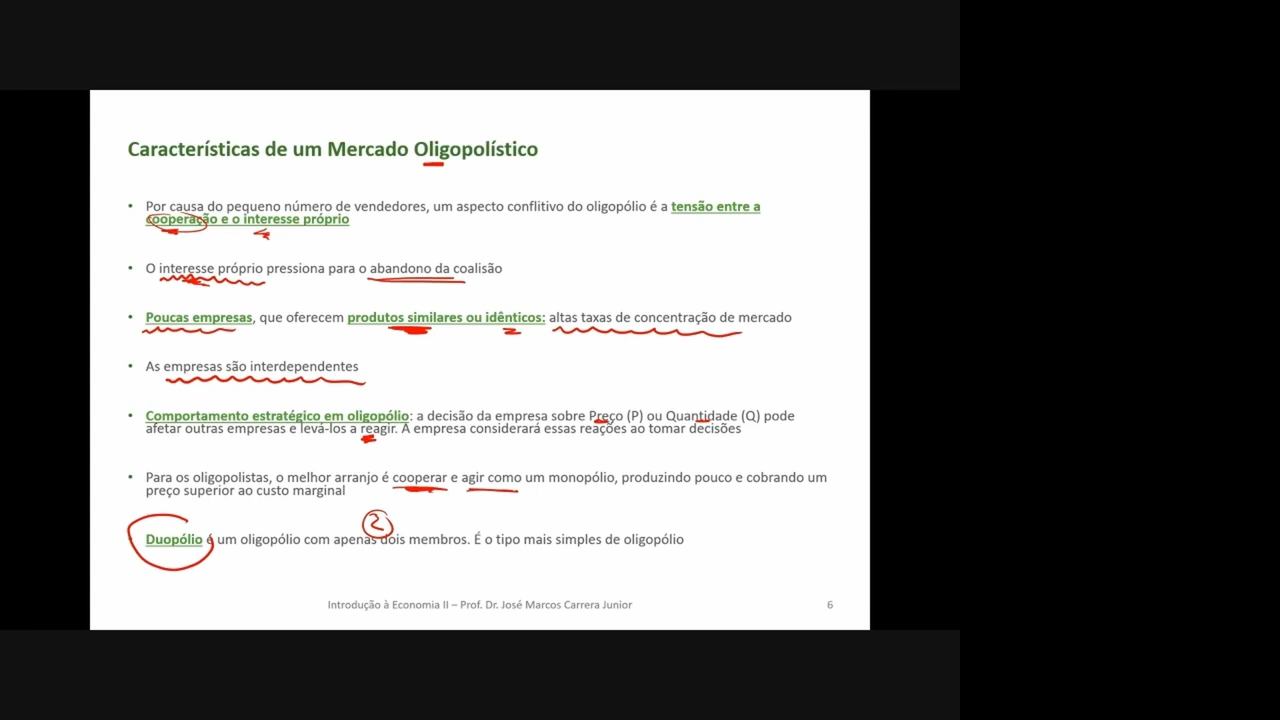 Características de um Mercado Oligopolístico
• Por causa do pequeno número de vendedores, um aspecto conflitivo do oligopólio é a tensão entre a
cooperação e o interesse próprio
• O interesse próprio pressiona para o abandono da coalisão
• Poucas empresas, que oferecem produtos similares ou idênticos: altas taxas de concentração de mercado
• As empresas são interdependentes
• Comportamento estratégico em oligopólio: a decisão da empresa sobre Preço (P) ou Quantidade (Q) pode
afetar outras empresas e levá-los a reagir. A empresa considerará essas reações ao tomar decisões
• Para os oligopolistas, o melhor arranjo é cooperar e agir como um monopólio, produzindo pouco e cobrando um
preço superior ao custo marginal
2
• Duopólio é um oligopólio com apenas dois membros. É o tipo mais simples de oligopólio
Introdução à Economia II – Prof. Dr. José Marcos Carrera Junior 6